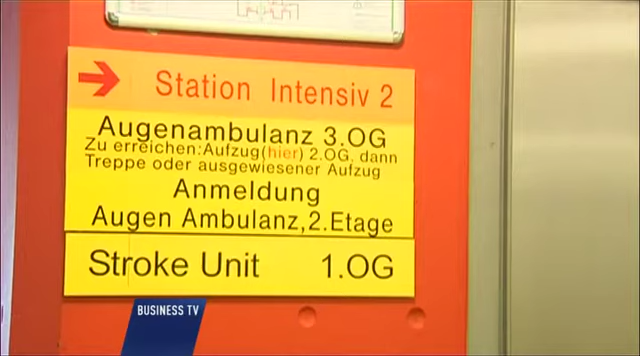 Station Intensiv 2
Augenambulanz 3.OG
Zu erreichen:Aufzug(hier) 2.OG, dann
Treppe oder ausgewiesener Aufzug
Anmeldung
Augen Ambulanz,2.Etage
Stroke Unit 1.OG
BUSINESS TV